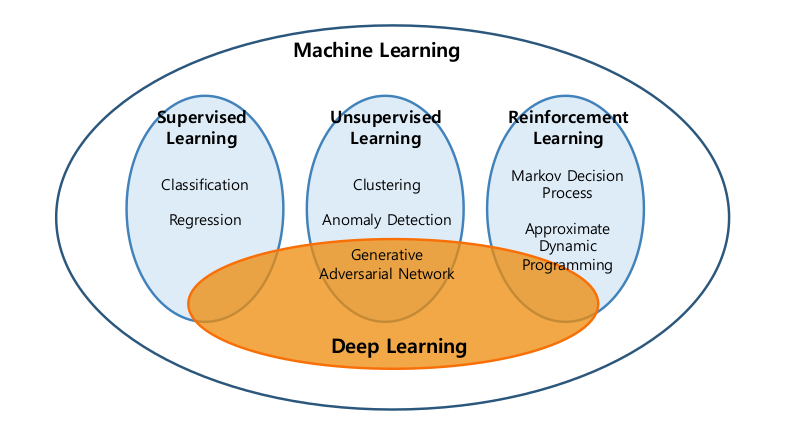 Machine Learning
Supervised
Learning
Classification
Regression
Unsupervised
Learning
Clustering
Anomaly Detection
Generative
Adversarial Network
Reinforcement
Learning
Markov Decision
Process
Approximate
Dynamic
Programming
Deep Learning